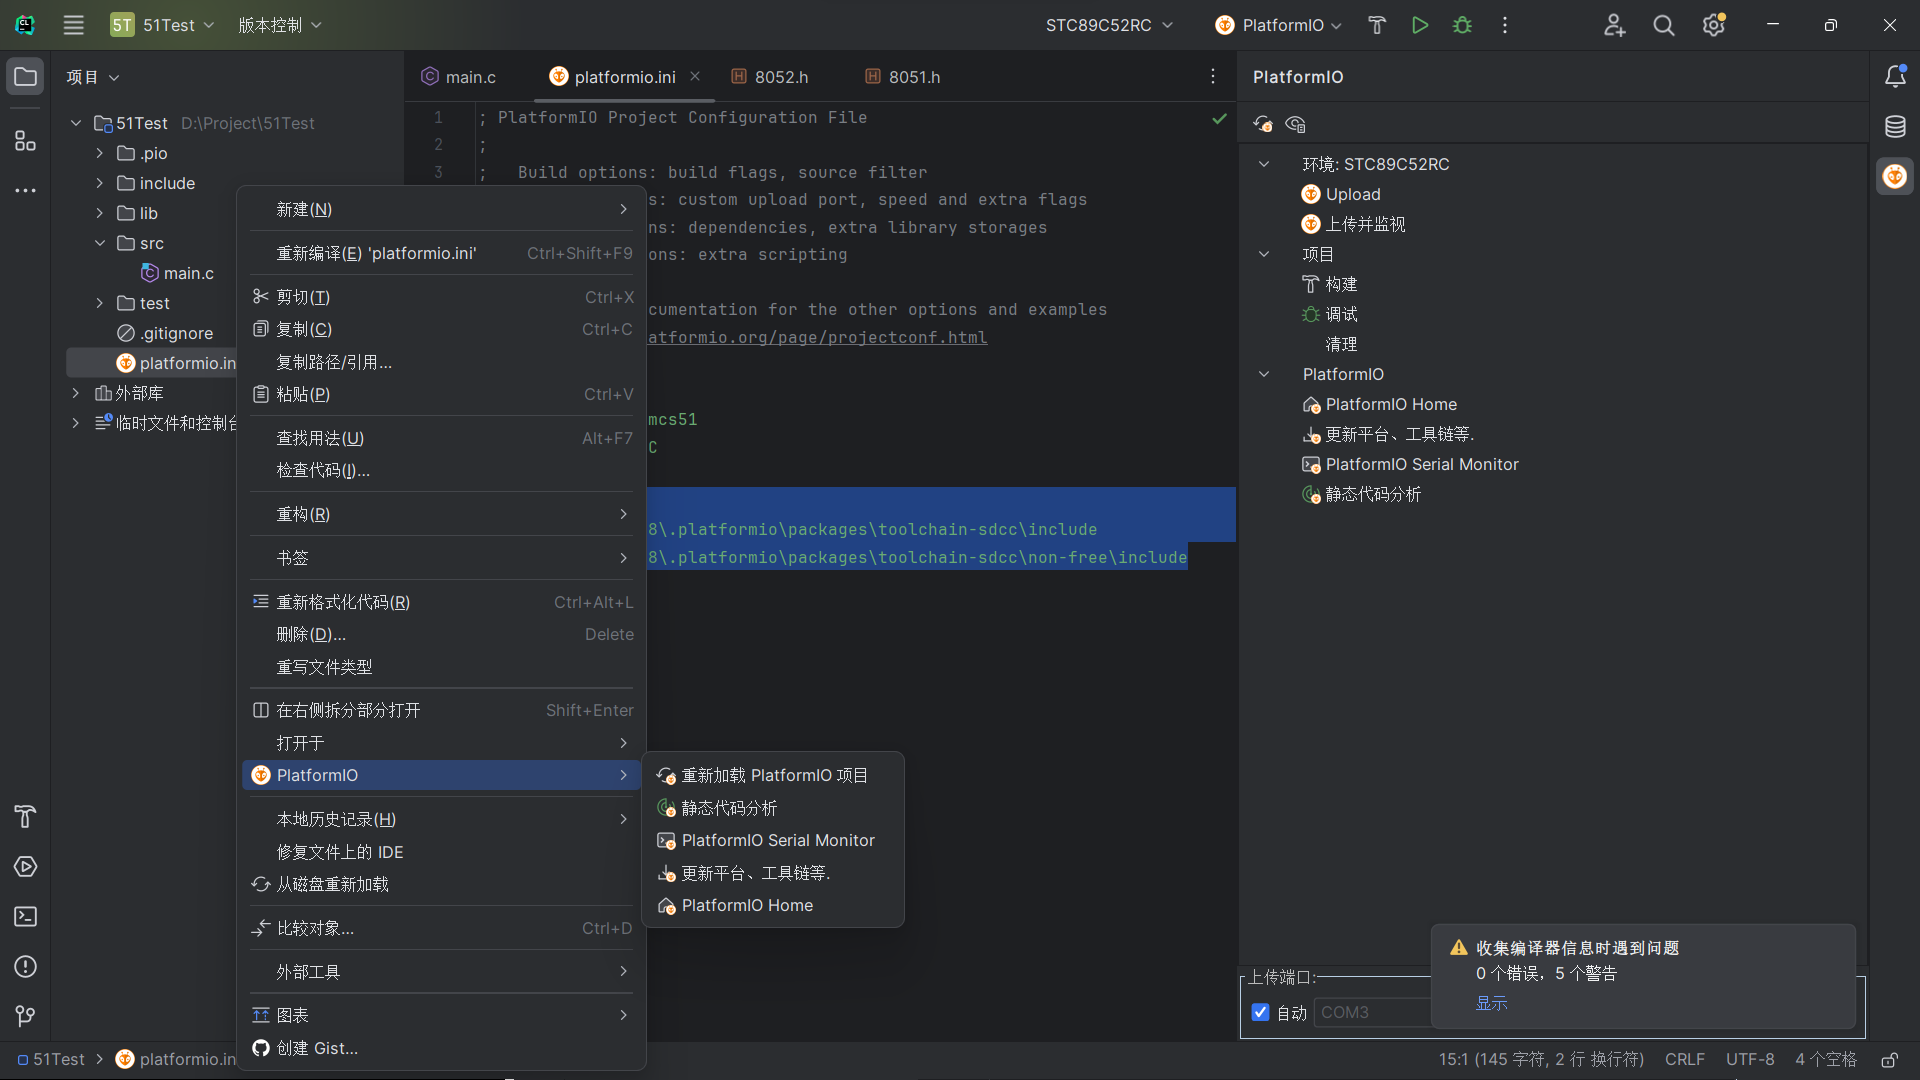 5T 51Test 版本控制
STC89C52RC PlatformIO
项目
main.c platformio.ini 8052.h 8051.h
PlatformIO
51Test D:\Project\51Test
.pio
include
lib
src
main.c
test
.gitignore
platformio.in
外部库
临时文件和控制台
1 ; PlatformIO Project Configuration File
2 ;
3 ;   Build options: build flags, source filter
s: custom upload port, speed and extra flags
ns: dependencies, extra library storages
ons: extra scripting
cumentation for the other options and examples
atformio.org/page/projectconf.html
mcs51
C
8\.platformio\packages\toolchain-sdcc\include
8\.platformio\packages\toolchain-sdcc\non-free\include
新建(N)
重新编译(E) 'platformio.ini' Ctrl+Shift+F9
剪切(T) Ctrl+X
复制(C) Ctrl+C
复制路径/引用...
粘贴(P) Ctrl+V
查找用法(U) Alt+F7
检查代码(I)...
重构(R)
书签
重新格式化代码(R) Ctrl+Alt+L
删除(D)... Delete
重写文件类型
在右侧拆分部分打开 Shift+Enter
打开于
PlatformIO
本地历史记录(H)
修复文件上的 IDE
从磁盘重新加载
比较对象... Ctrl+D
外部工具
图表
创建 Gist...
重新加载 PlatformIO 项目
静态代码分析
PlatformIO Serial Monitor
更新平台、工具链等.
PlatformIO Home
环境: STC89C52RC
Upload
上传并监视
项目
构建
调试
清理
PlatformIO
PlatformIO Home
更新平台、工具链等.
PlatformIO Serial Monitor
静态代码分析
上传端口:
自动 COM3
收集编译器信息时遇到问题
0 个错误，5 个警告
显示
51Test platformio.in
15:1 (145 字符, 2 行 换行符) CRLF UTF-8 4 个空格